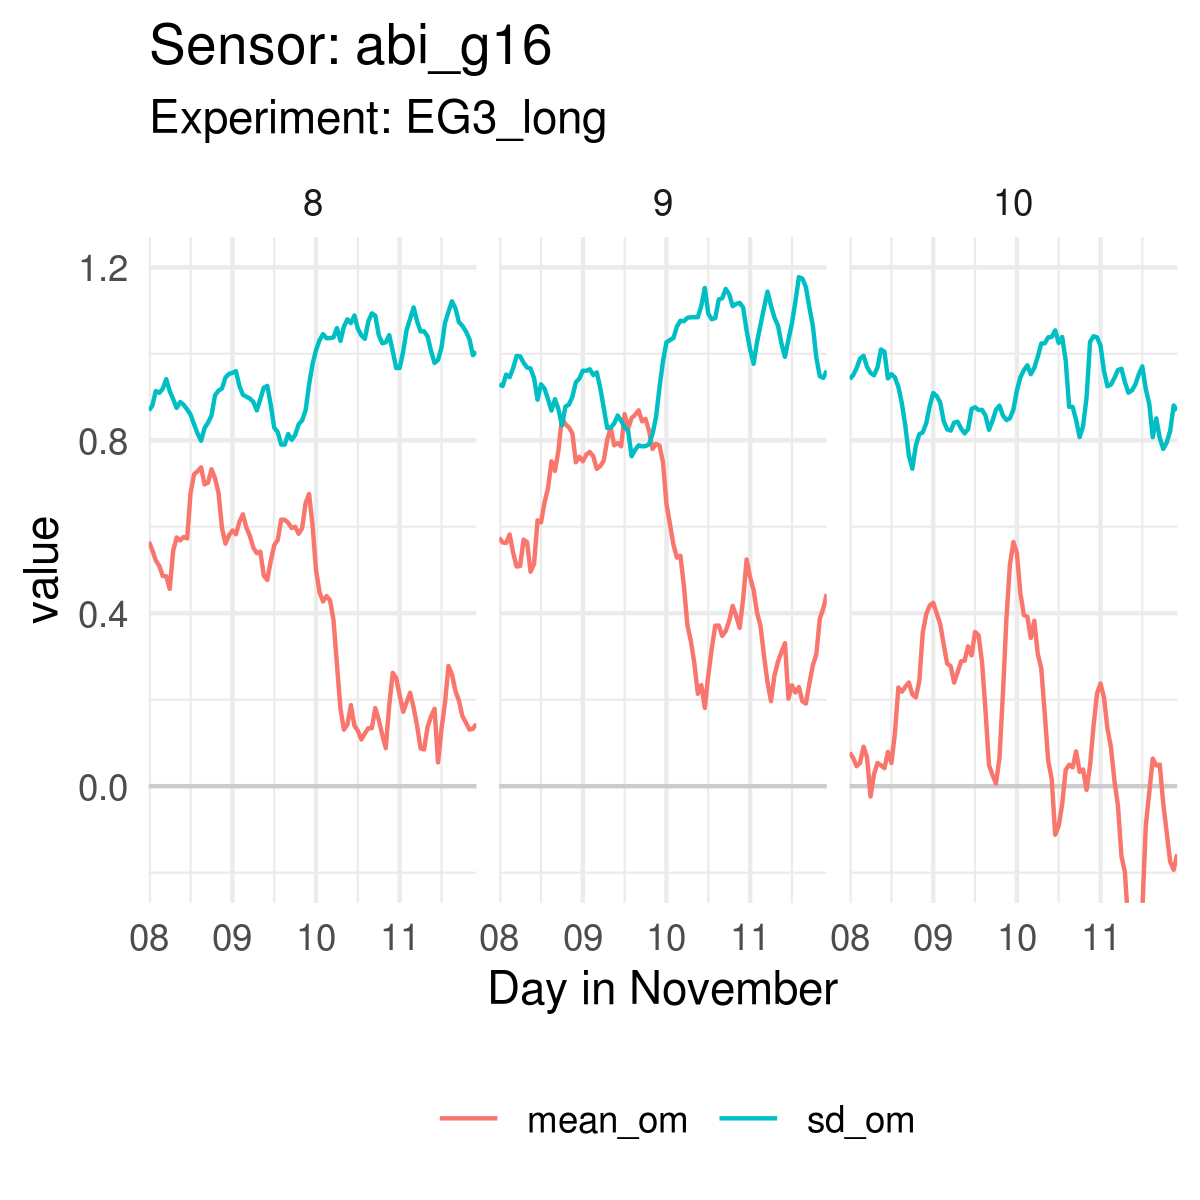 Sensor: abi_g16
Experiment: EG3_long
8 9 10
1.2
0.8
0.4
0.0
value
08 09 10 11 08 09 10 11 08 09 10 11
Day in November
mean_om sd_om